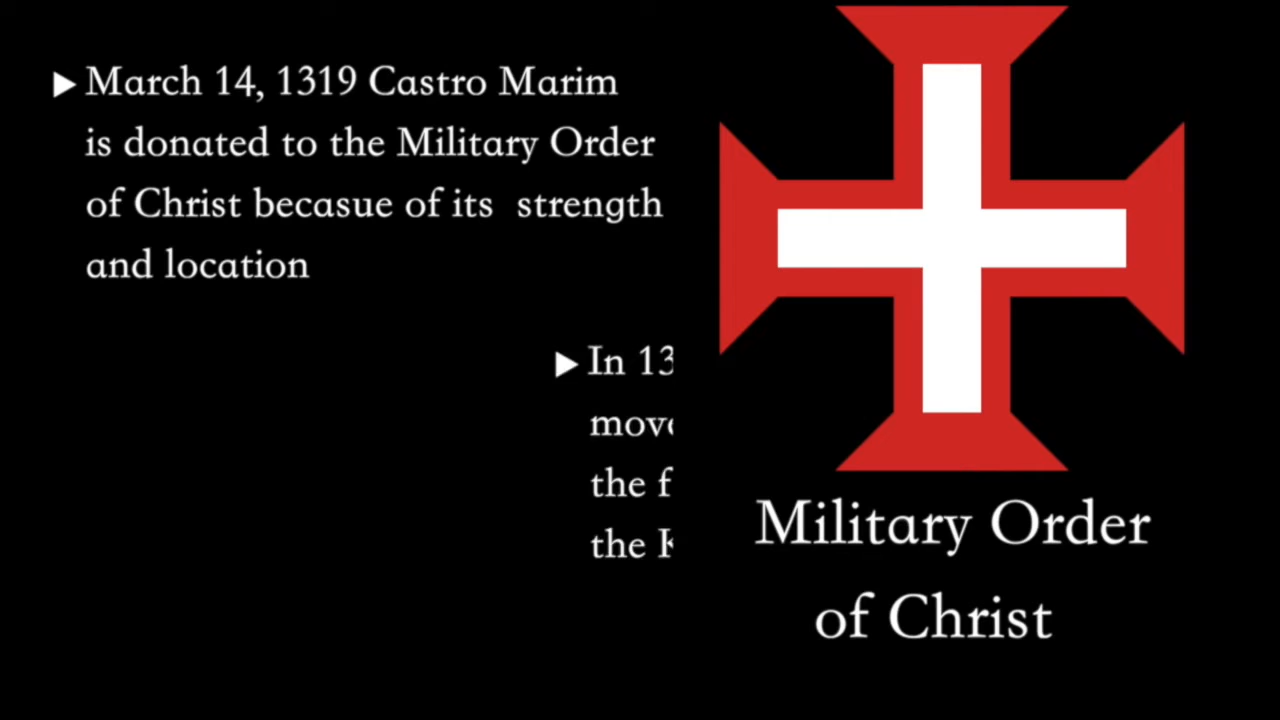 March 14, 1319 Castro Marim
is donated to the Military Order
of Christ becasue of its strength
and location
In 13
the
the
Military Order
of Christ